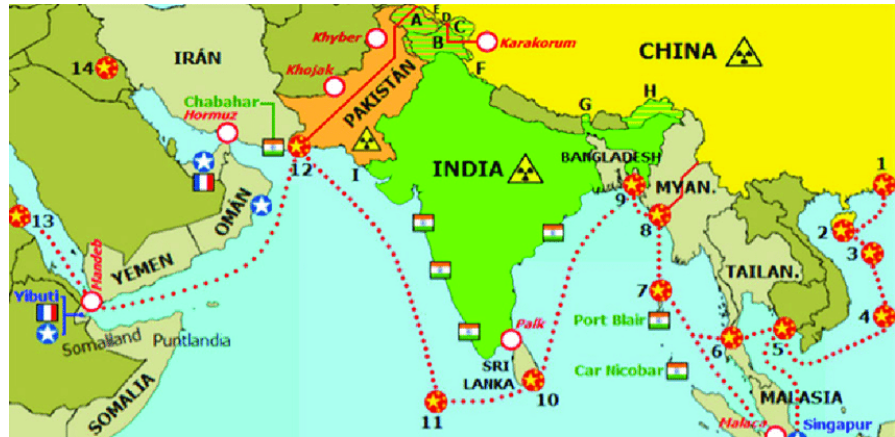 A
E
D
C
Khyber
Karakorum
B
CHINA
IRÁN
14
Khojak
F
PAKISTÁN
H
Chabahar
Hormuz
G
1
INDIA
BANGLADESH
12
I
MYAN.
9
8
2
13
OMÁN
3
Mandeb
YEMEN
TAILAN.
7
Yibuti
Port Blair
4
Somaliland
Puntlandia
Palk
6
5
SRI
LANKA
Car Nicobar
10
11
MALASIA
SOMALIA
Malaca
Singapur